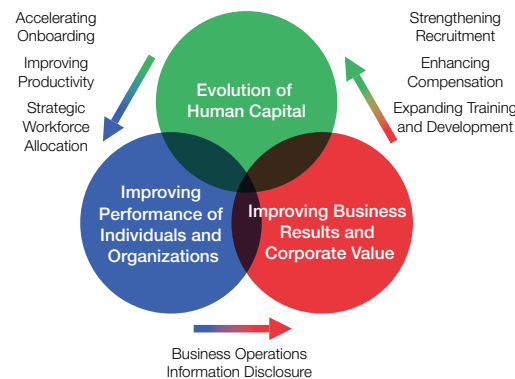 Accelerating
Onboarding
Improving
Productivity
Strategic
Workforce
Allocation
Strengthening
Recruitment
Enhancing
Compensation
Expanding Training
and Development
Evolution of
Human Capital
Improving
Performance of
Individuals and
Organizations
Improving Business
Results and
Corporate Value
Business Operations
Information Disclosure